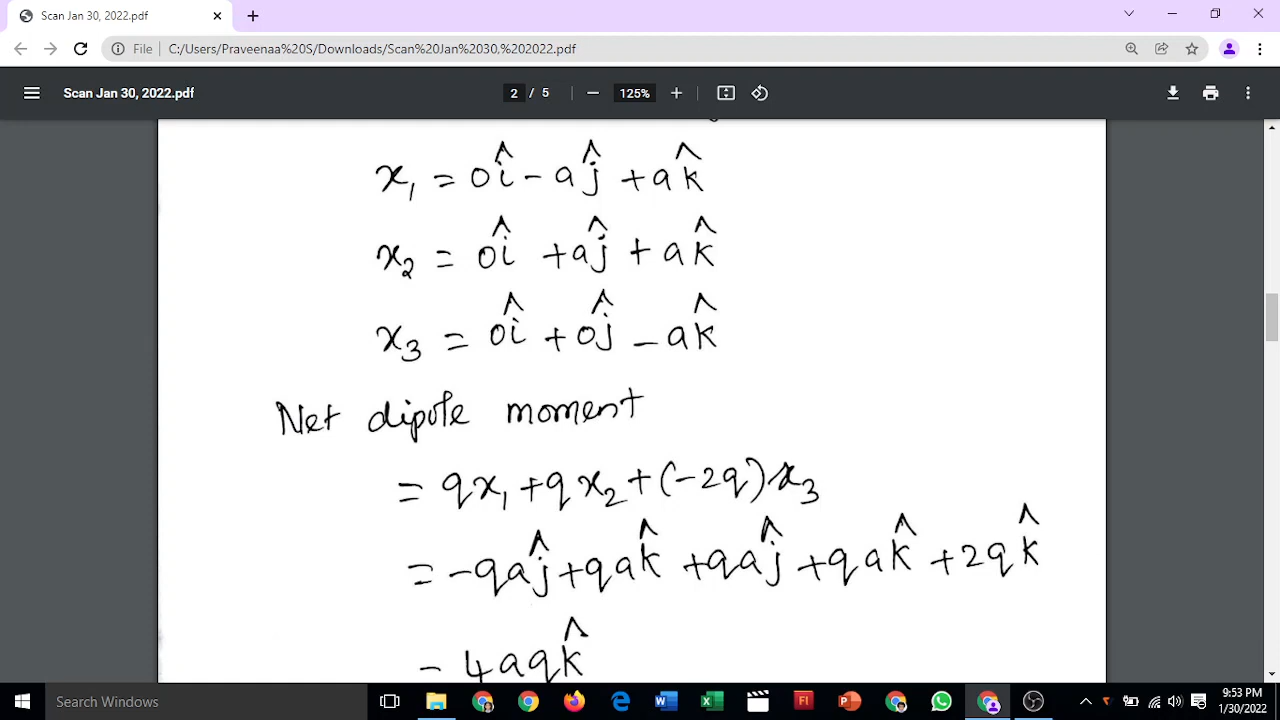 Scan Jan 30, 2022.pdf
File C:/Users/Praveenaa%20S/Downloads/Scan%20Jan%2030,%202022.pdf
Scan Jan 30, 2022.pdf 2 / 5 125%
x₁ = 0î - aĵ + ak̂
x₂ = 0î + aĵ + ak̂
x₃ = 0î + 0ĵ - ak̂
Net dipole moment
= qx₁ + qx₂ + (-2q)x₃
= -qaĵ + qak̂ + qaĵ + qak̂ + 2qk̂
= 4aqk̂
Search Windows
9:53 PM
1/30/2022